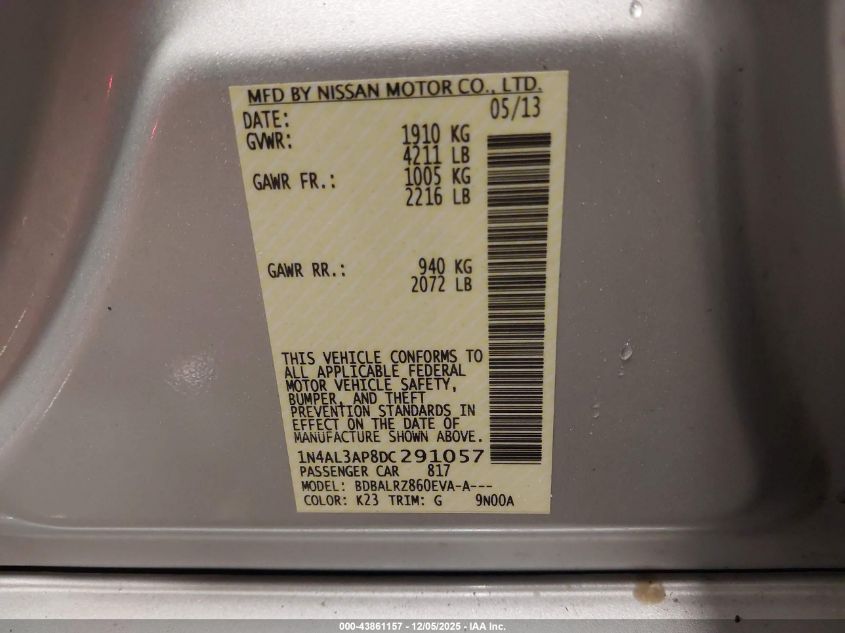 MFD BY NISSAN MOTOR CO., LTD.
DATE: 05/13
GVWR: 1910 KG
4211 LB
GAWR FR.: 1005 KG
2216 LB
GAWR RR.: 940 KG
2072 LB
THIS VEHICLE CONFORMS TO
ALL APPLICABLE FEDERAL
MOTOR VEHICLE SAFETY,
BUMPER, AND THEFT
PREVENTION STANDARDS IN
EFFECT ON THE DATE OF
MANUFACTURE SHOWN ABOVE.
1N4AL3AP8DC291057
PASSENGER CAR 817
MODEL: BDBALRZ860EVA-A---
COLOR: K23 TRIM: G 9N00A
000-43861157 - 12/05/2025 - IAA Inc.